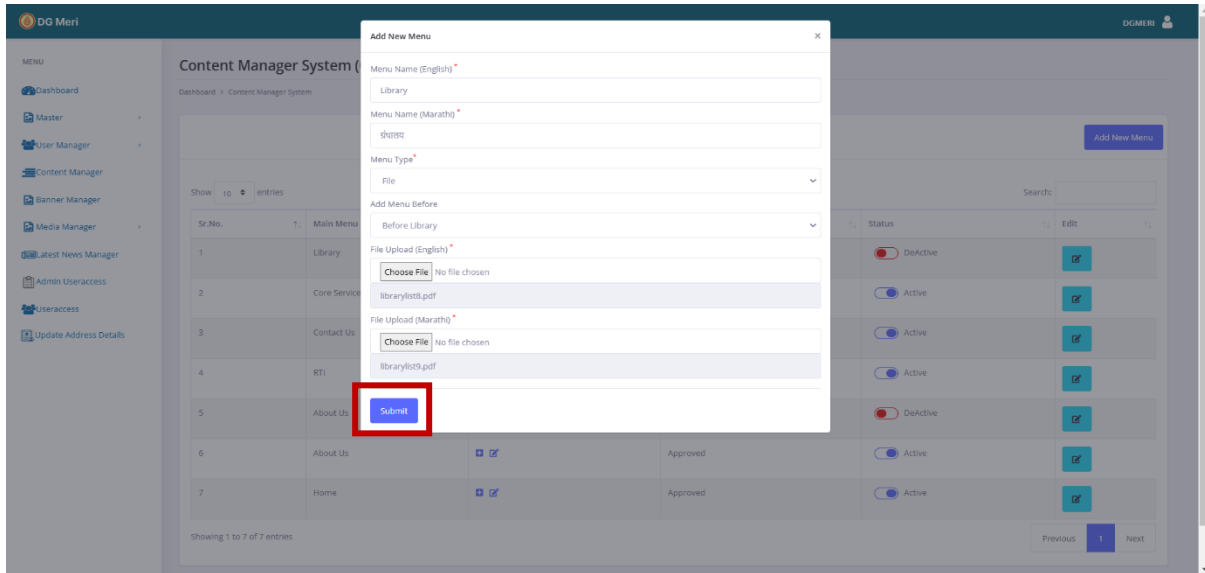 DG Meri
DGMERI
MENU
Dashboard
Master
User Manager
Content Manager
Banner Manager
Media Manager
Latest News Manager
Admin Useraccess
Useraccess
Update Address Details
Content Manager System (
Dashboard > Content Manager System
Add New Menu
Show 10 entries
Search:
Sr.No. Main Menu Status Edit
1 Library DeActive
2 Core Service Active
3 Contact Us Active
4 RTI Active
5 About Us DeActive
6 About Us Approved Active
7 Home Approved Active
Showing 1 to 7 of 7 entries
Previous 1 Next
Add New Menu ×
Menu Name (English) *
Library
Menu Name (Marathi) *
Menu Type*
File
Add Menu Before
Before Library
File Upload (English) *
Choose File No file chosen
librarylist8.pdf
File Upload (Marathi) *
Choose File No file chosen
librarylist9.pdf
Submit